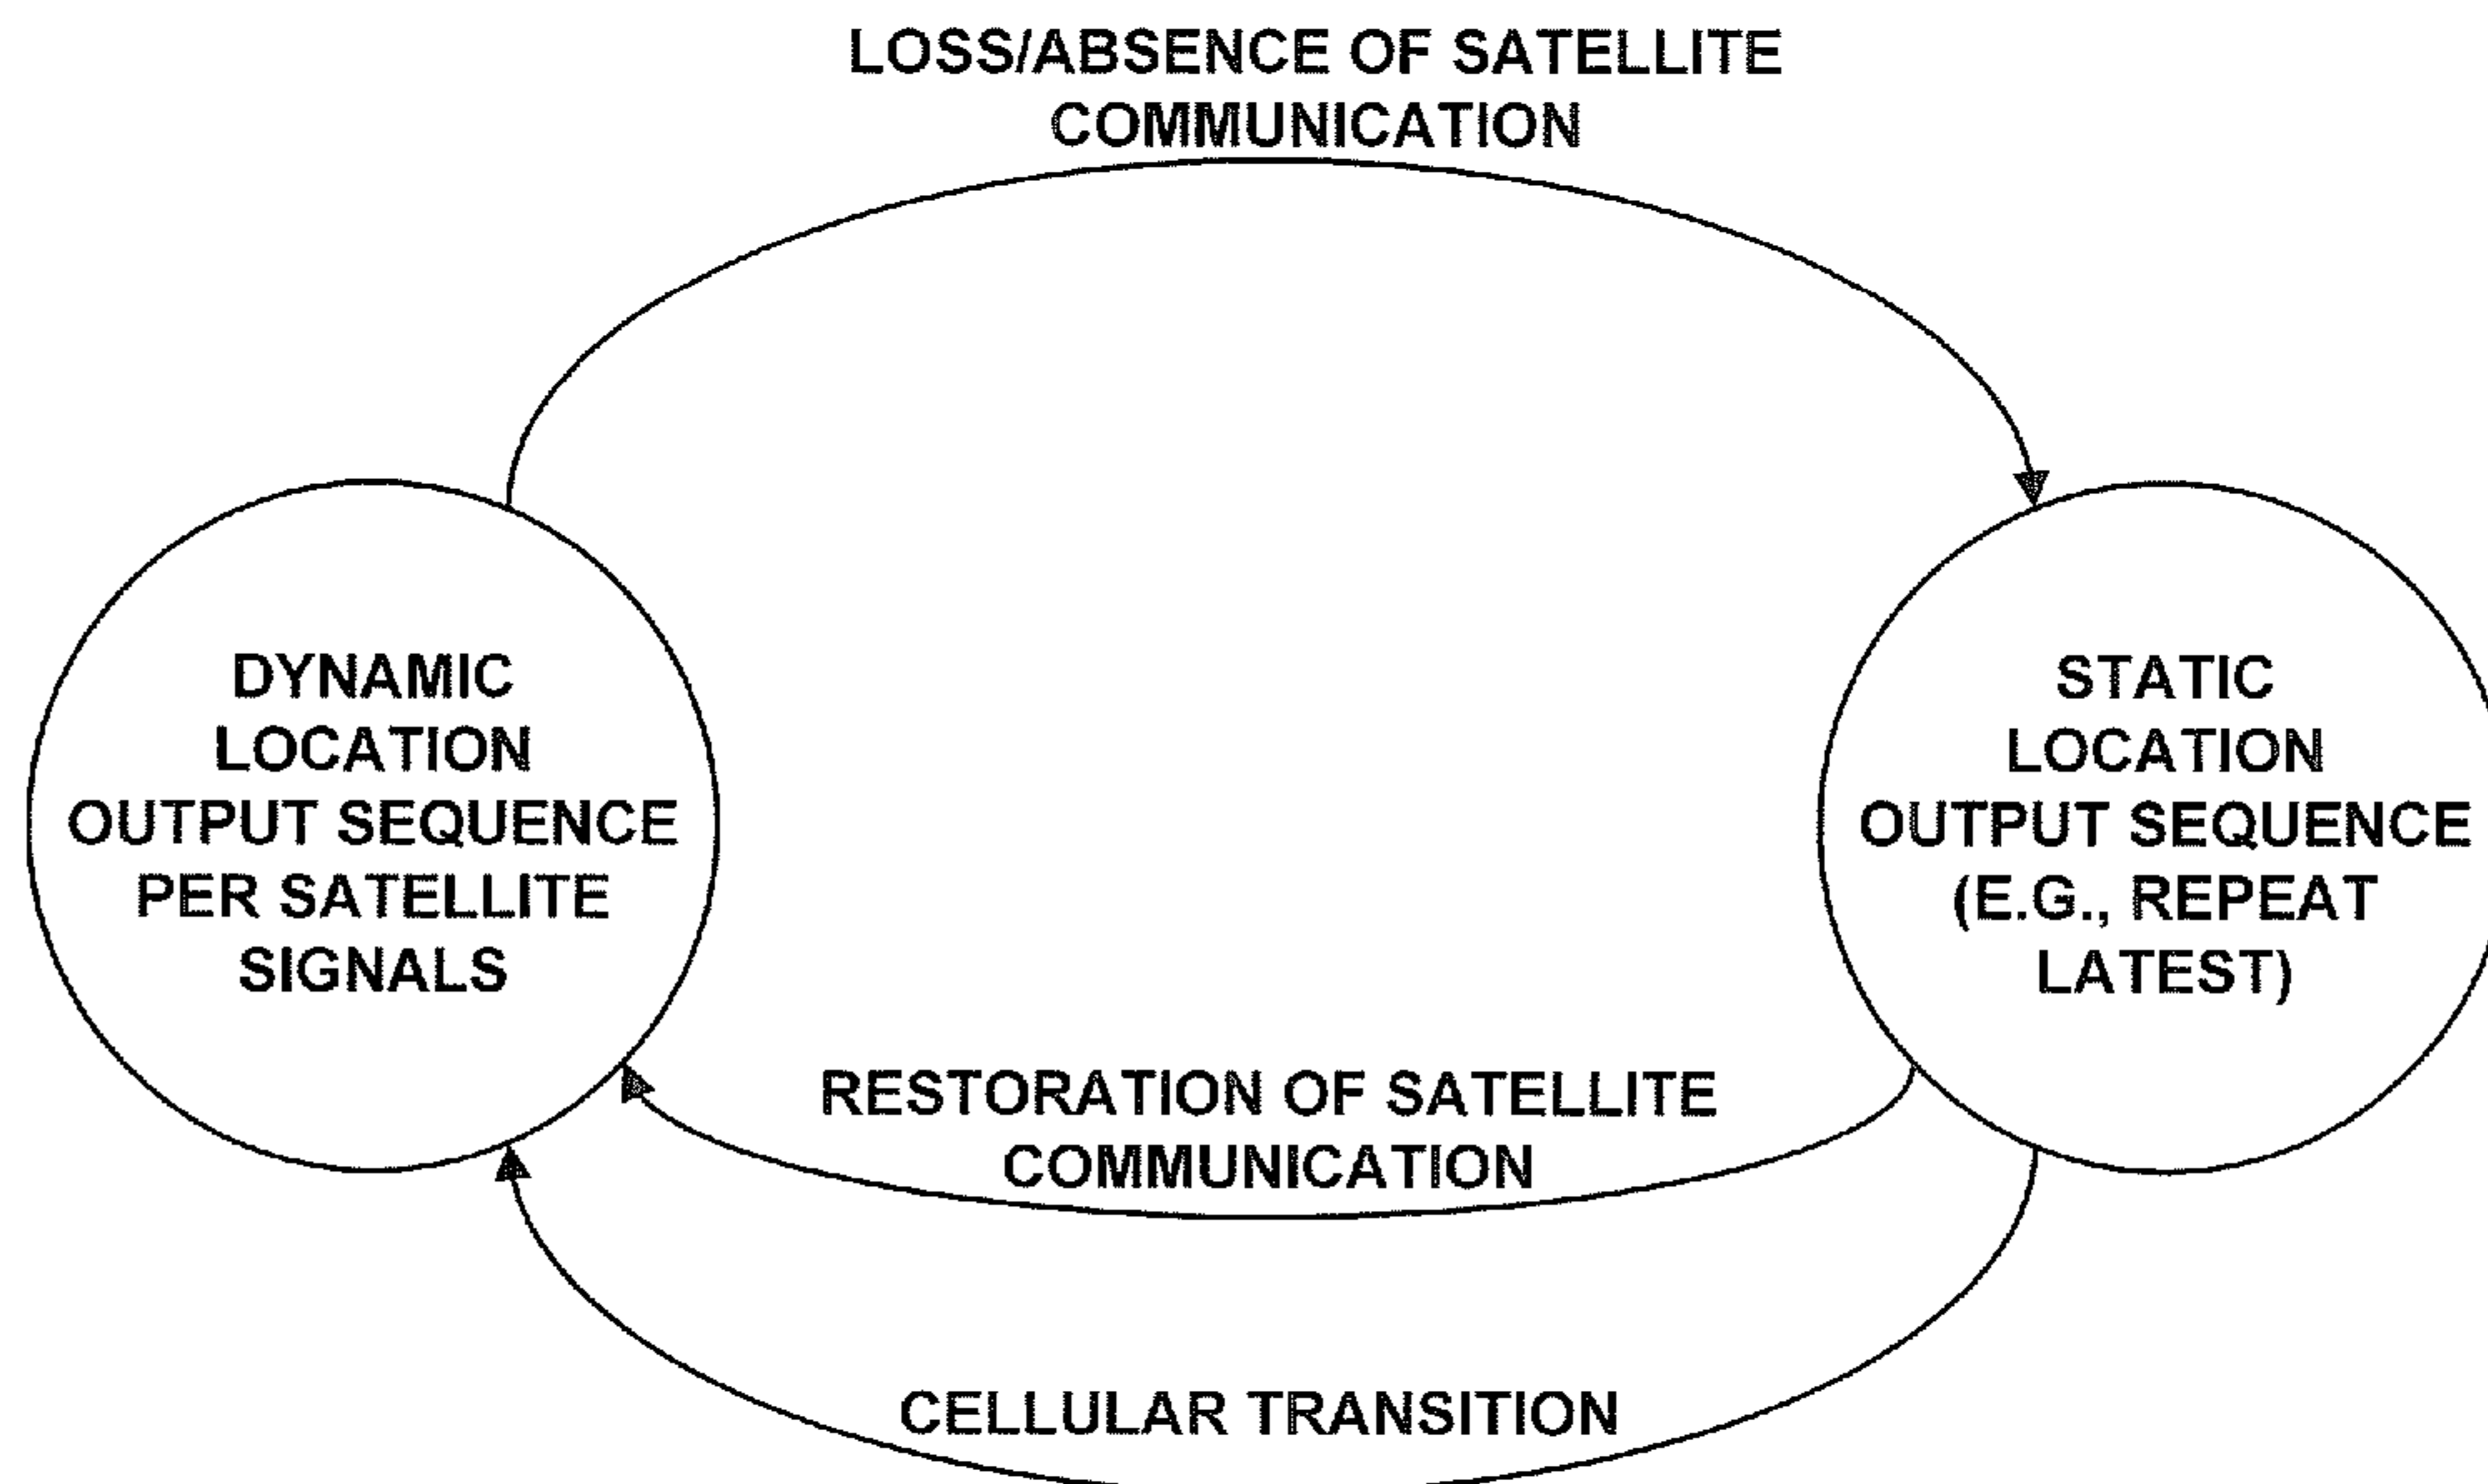 LOSS/ABSENCE OF SATELLITE
COMMUNICATION
DYNAMIC
LOCATION
OUTPUT SEQUENCE
PER SATELLITE
SIGNALS
STATIC
LOCATION
OUTPUT SEQUENCE
(E.G., REPEAT
LATEST)
RESTORATION OF SATELLITE
COMMUNICATION
CELLULAR TRANSITION